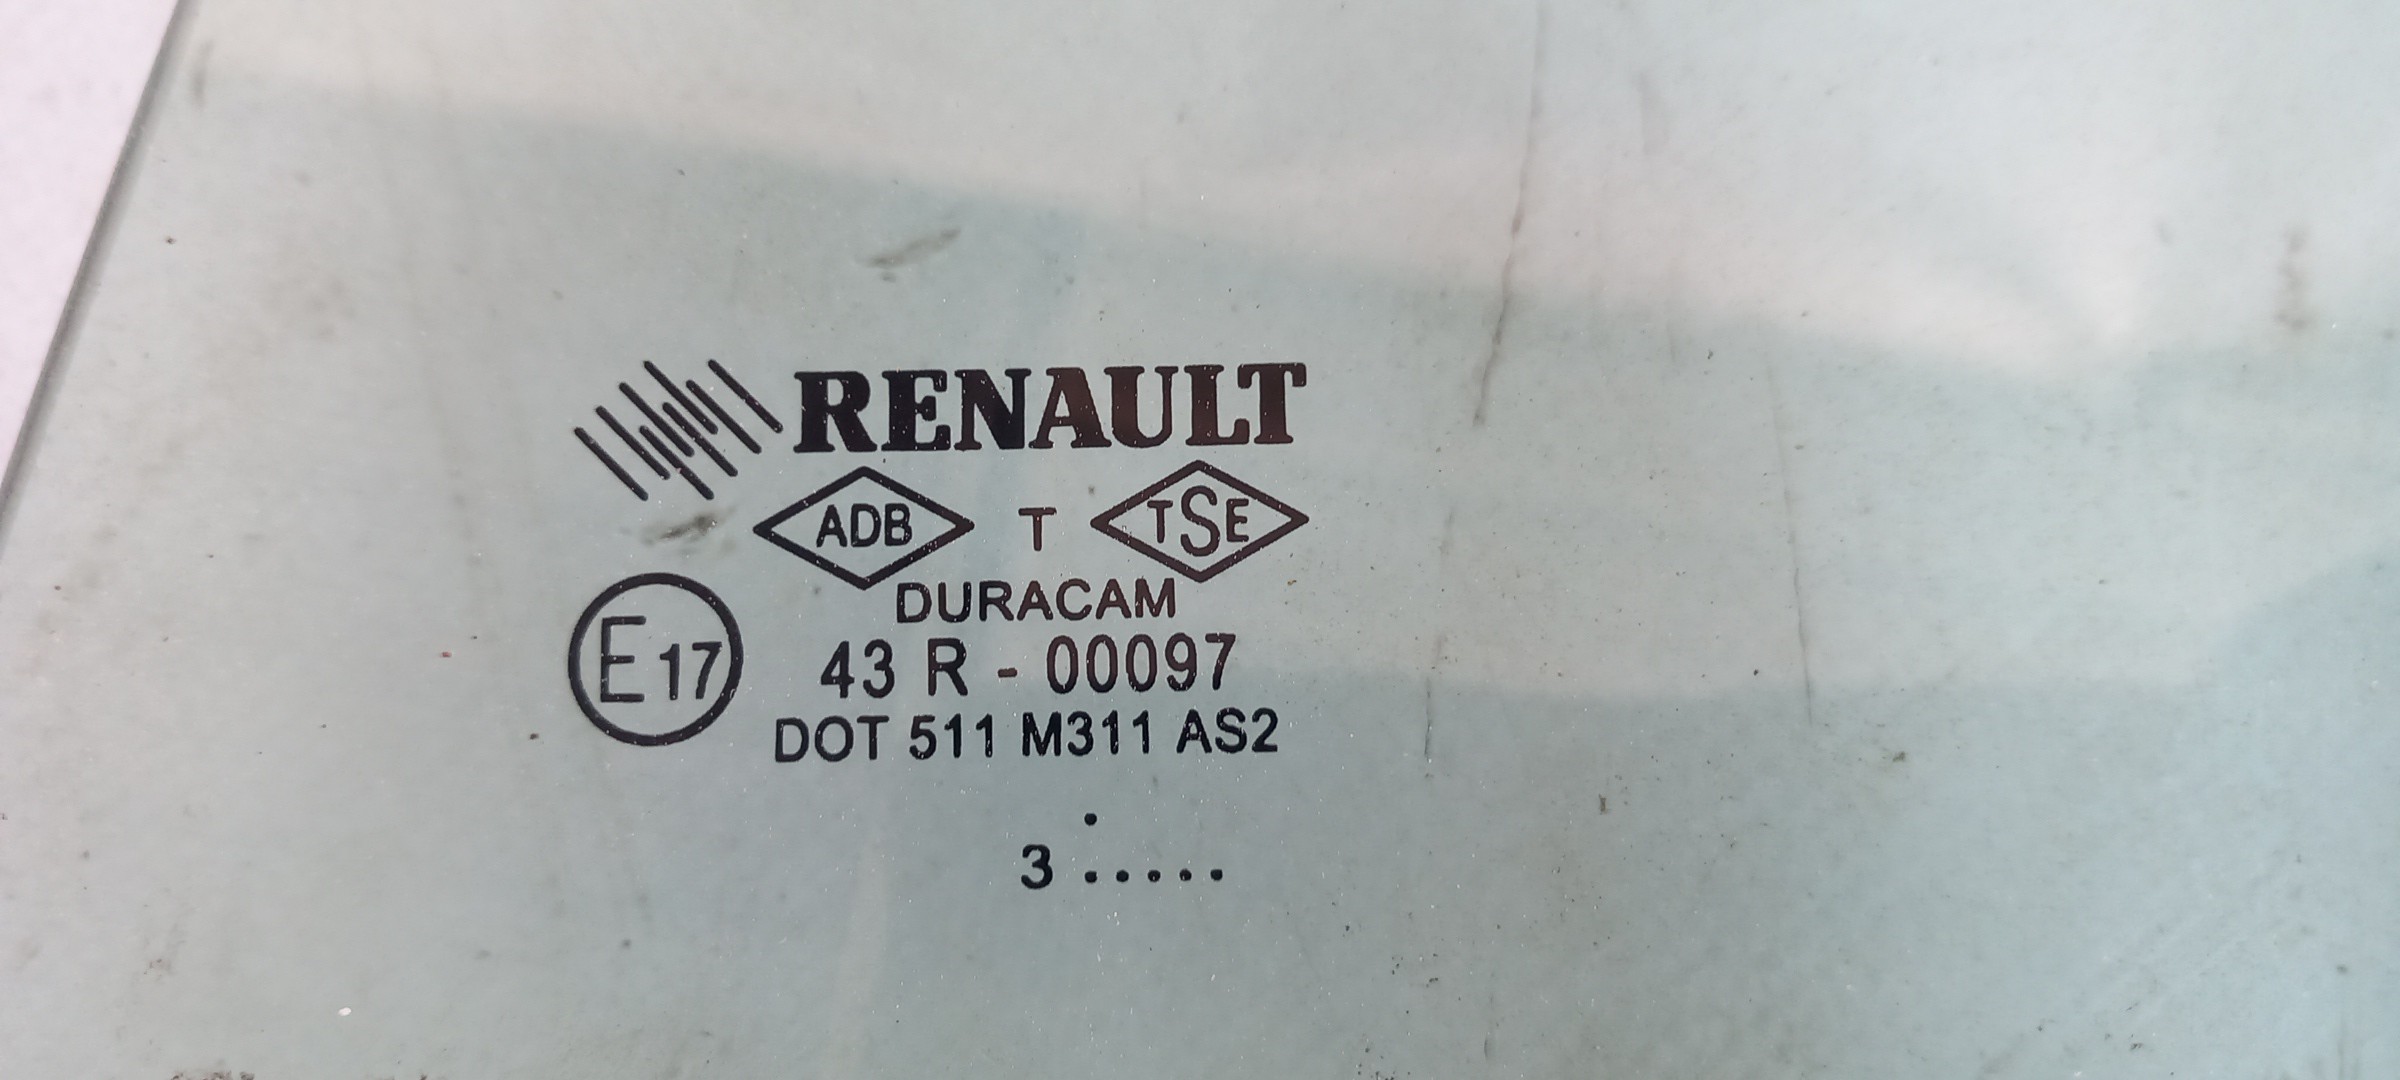 RENAULT
ADB T TSE
DURACAM
E17 43 R - 00097
DOT 511 M311 AS2
.
3 .....